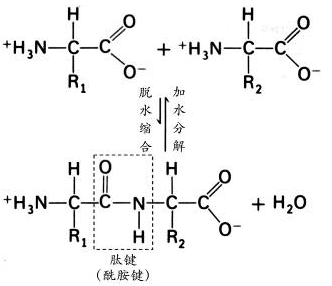 H H
⁺H₃N—C—C O + ⁺H₃N—C—C O
R₁ O⁻ R₂ O⁻
脱水缩合 加水分解
H O H O
⁺H₃N—C—C—N—C—C + H₂O
R₁ H R₂ O⁻
肽键
(酰胺键)